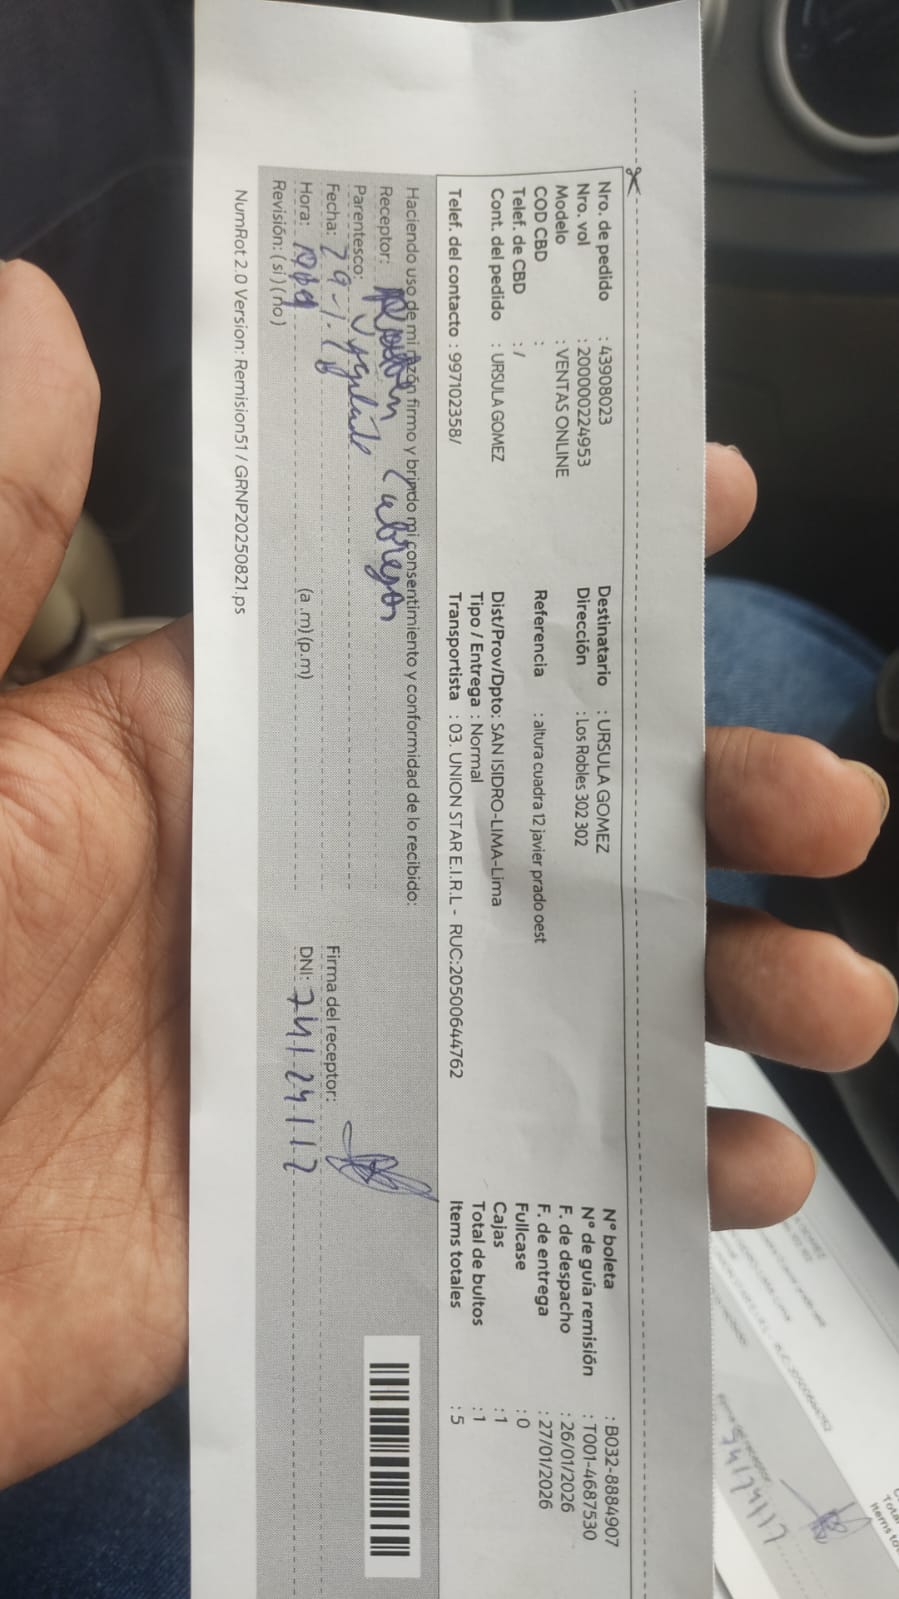 Nro. de pedido : 43908023
Nro. vol : 200000224953
Modelo : VENTAS ONLINE
COD CBD :
Telef. de CBD : /
Cont. del pedido : URSULA GOMEZ
Telef. del contacto : 997102358/
Destinatario : URSULA GOMEZ
Dirección : Los Robles 302 302
Referencia : altura cuadra 12 javier prado oest
Dist/Prov/Dpto: SAN ISIDRO-LIMA-Lima
Tipo / Entrega : Normal
Transportista : 03. UNION STAR E.I.R.L - RUC:20500644762
N° boleta : B032-8884907
N° de guía remisión : T001-4687530
F. de despacho : 26/01/2026
F. de entrega : 27/01/2026
Fullcase : 0
Cajas : 1
Total de bultos : 1
Items totales : 5
Haciendo uso de mi razón firmo y brindo mi consentimiento y conformidad de lo recibido:
Receptor:
Parentesco:
Fecha:
Hora: (a .m) (p.m)
Revisión: ( si ) ( no )
Firma del receptor:
DNI: 74124112
NumRot 2.0 Version: Remision51 / GRNP20250821.ps